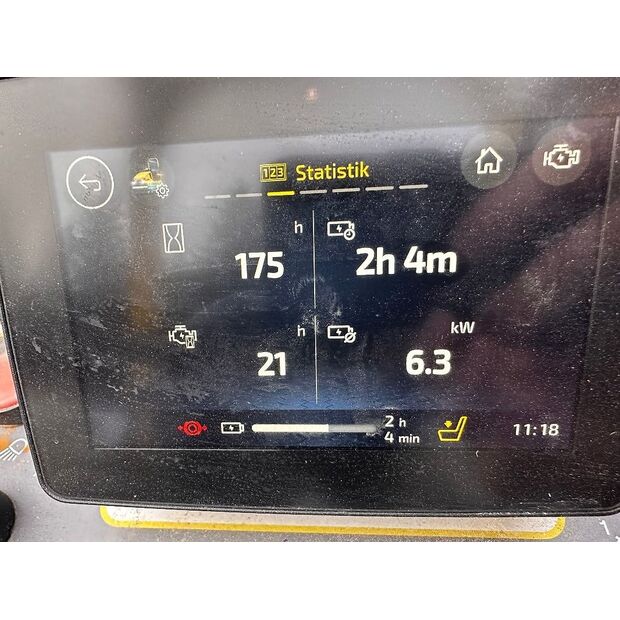 123 Statistik
h
175
2h 4m
h
21
kW
6.3
2 h
4 min
11:18